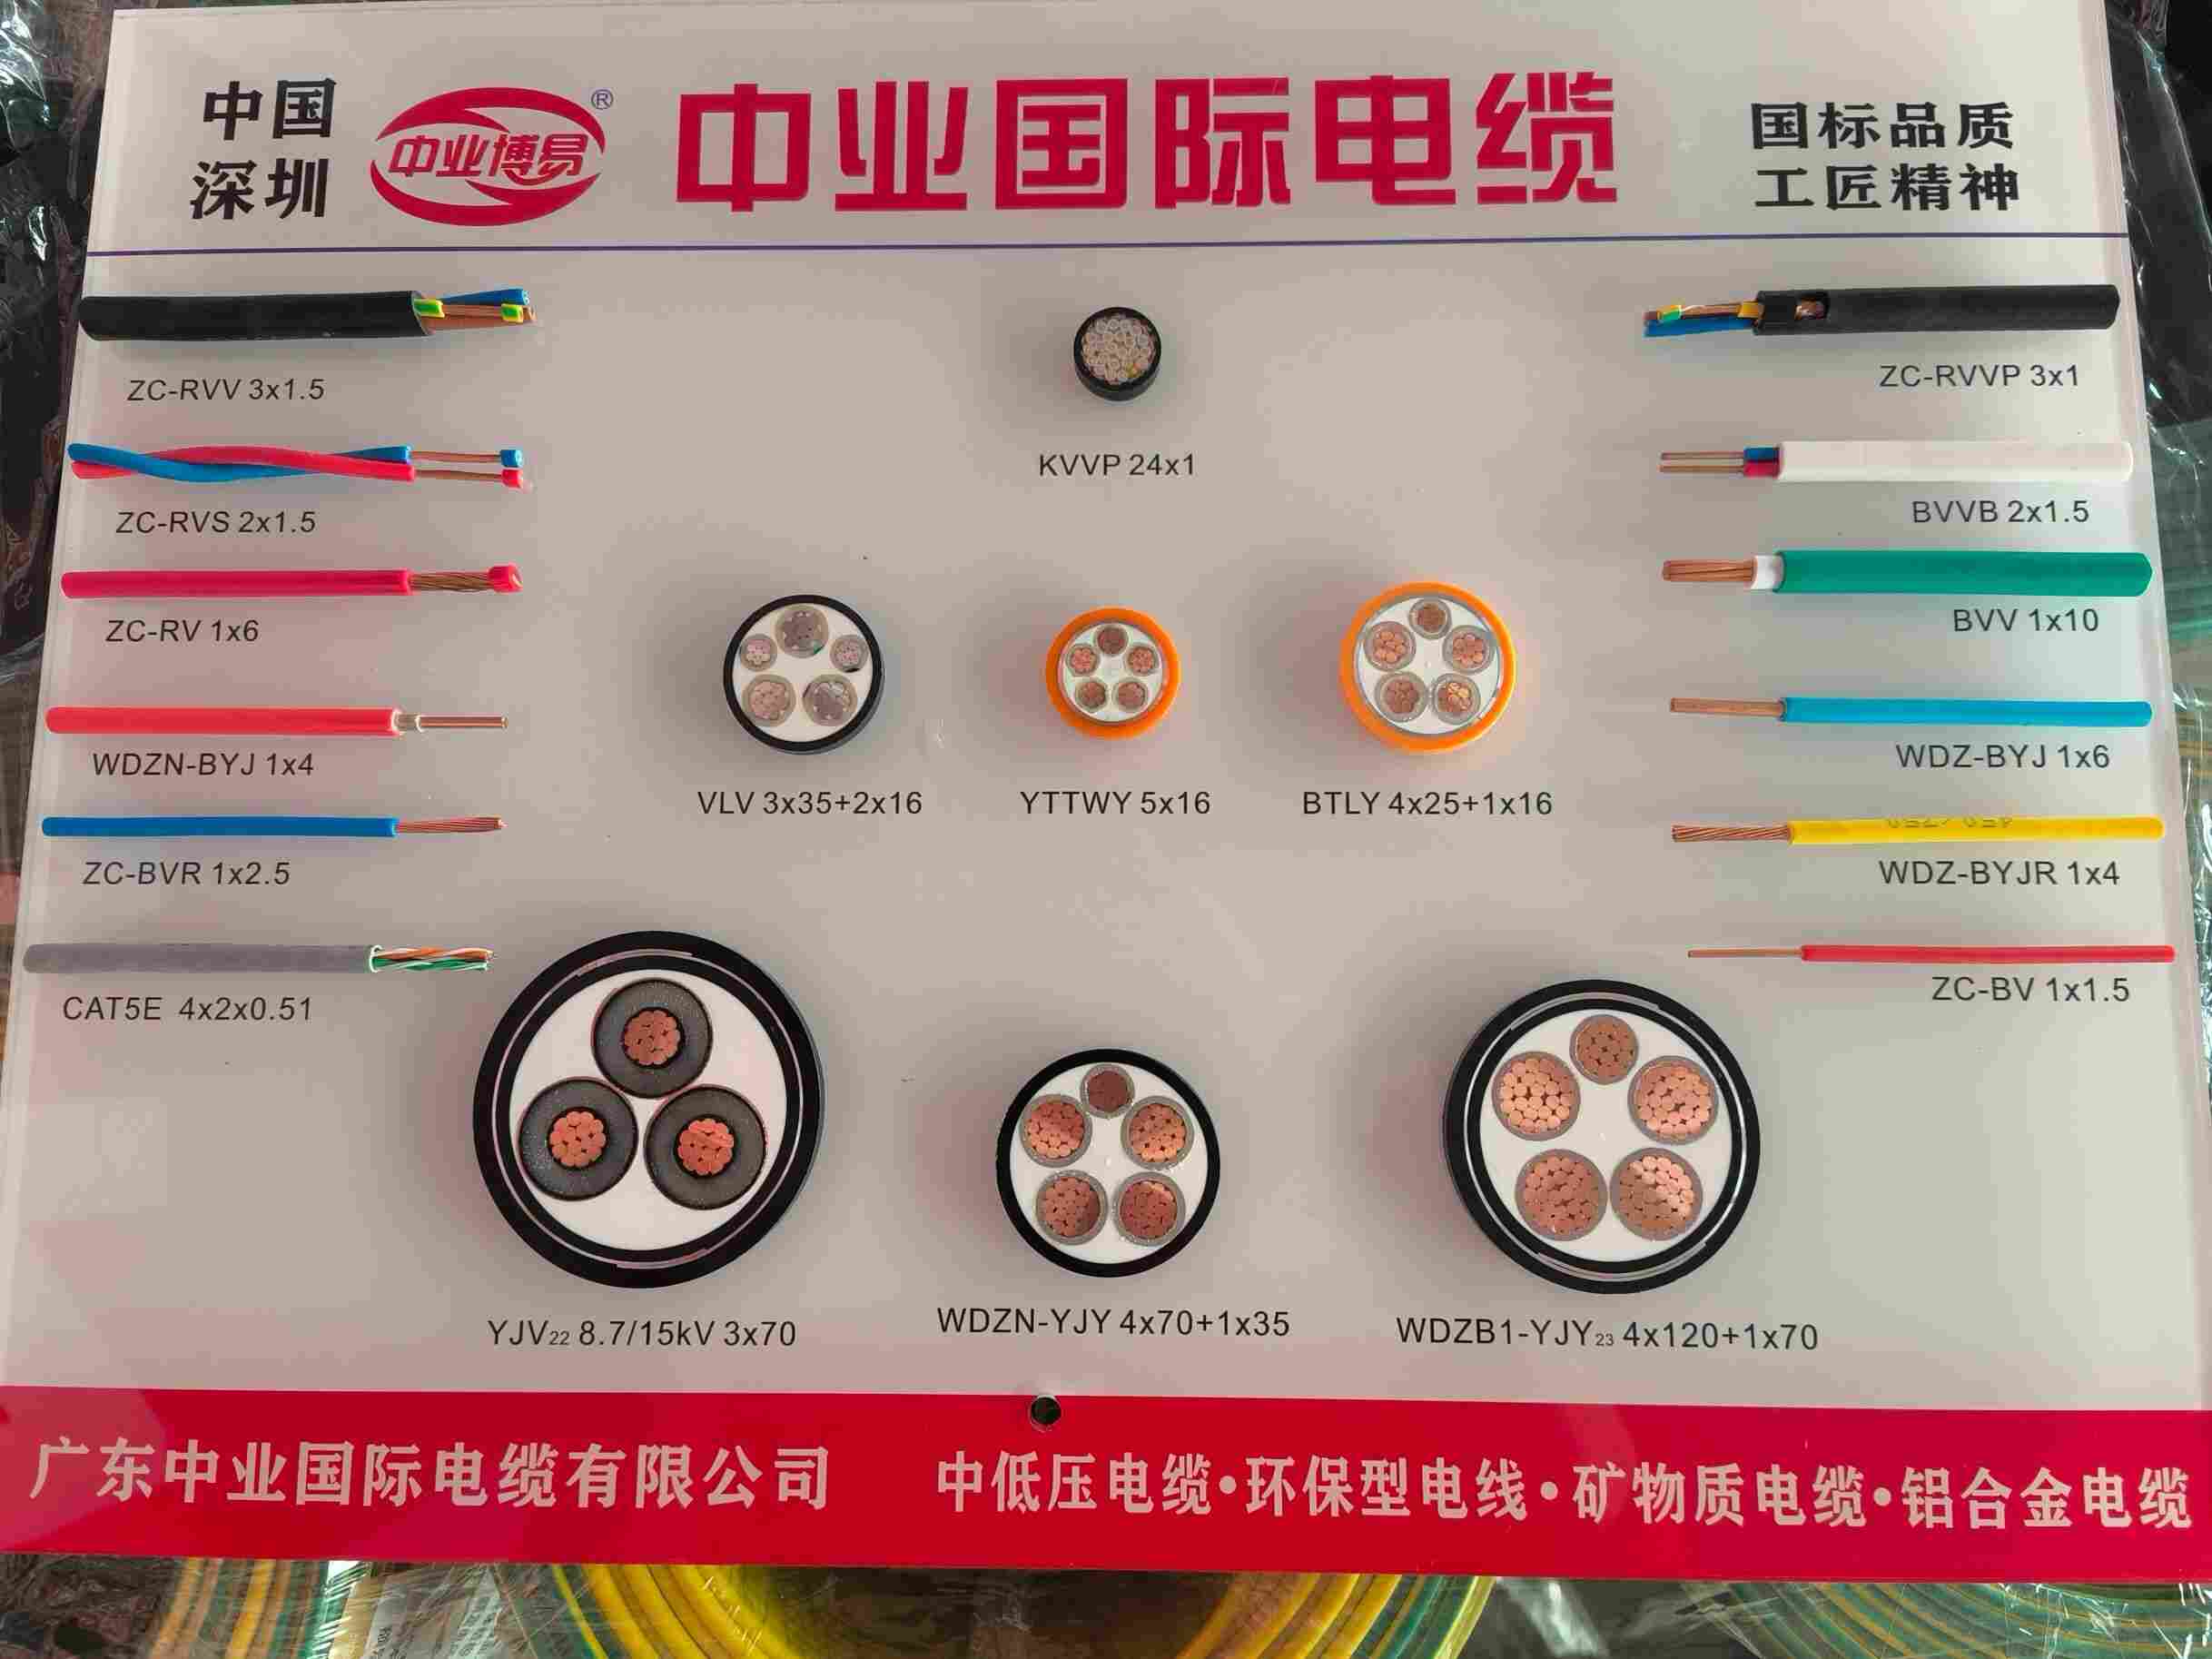 中国
深圳
中业博易®
中业国际电缆
国标品质
工匠精神
ZC-RVV 3x1.5
ZC-RVS 2x1.5
ZC-RV 1x6
WDZN-BYJ 1x4
ZC-BVR 1x2.5
CAT5E 4x2x0.51
KVVP 24x1
VLV 3x35+2x16
YTTWY 5x16
BTLY 4x25+1x16
ZC-RVVP 3x1
BVVB 2x1.5
BVV 1x10
WDZ-BYJ 1x6
WDZ-BYJR 1x4
ZC-BV 1x1.5
YJV22 8.7/15kV 3x70
WDZN-YJY 4x70+1x35
WDZB1-YJY23 4x120+1x70
广东中业国际电缆有限公司
中低压电缆•环保型电线•矿物质电缆•铝合金电缆